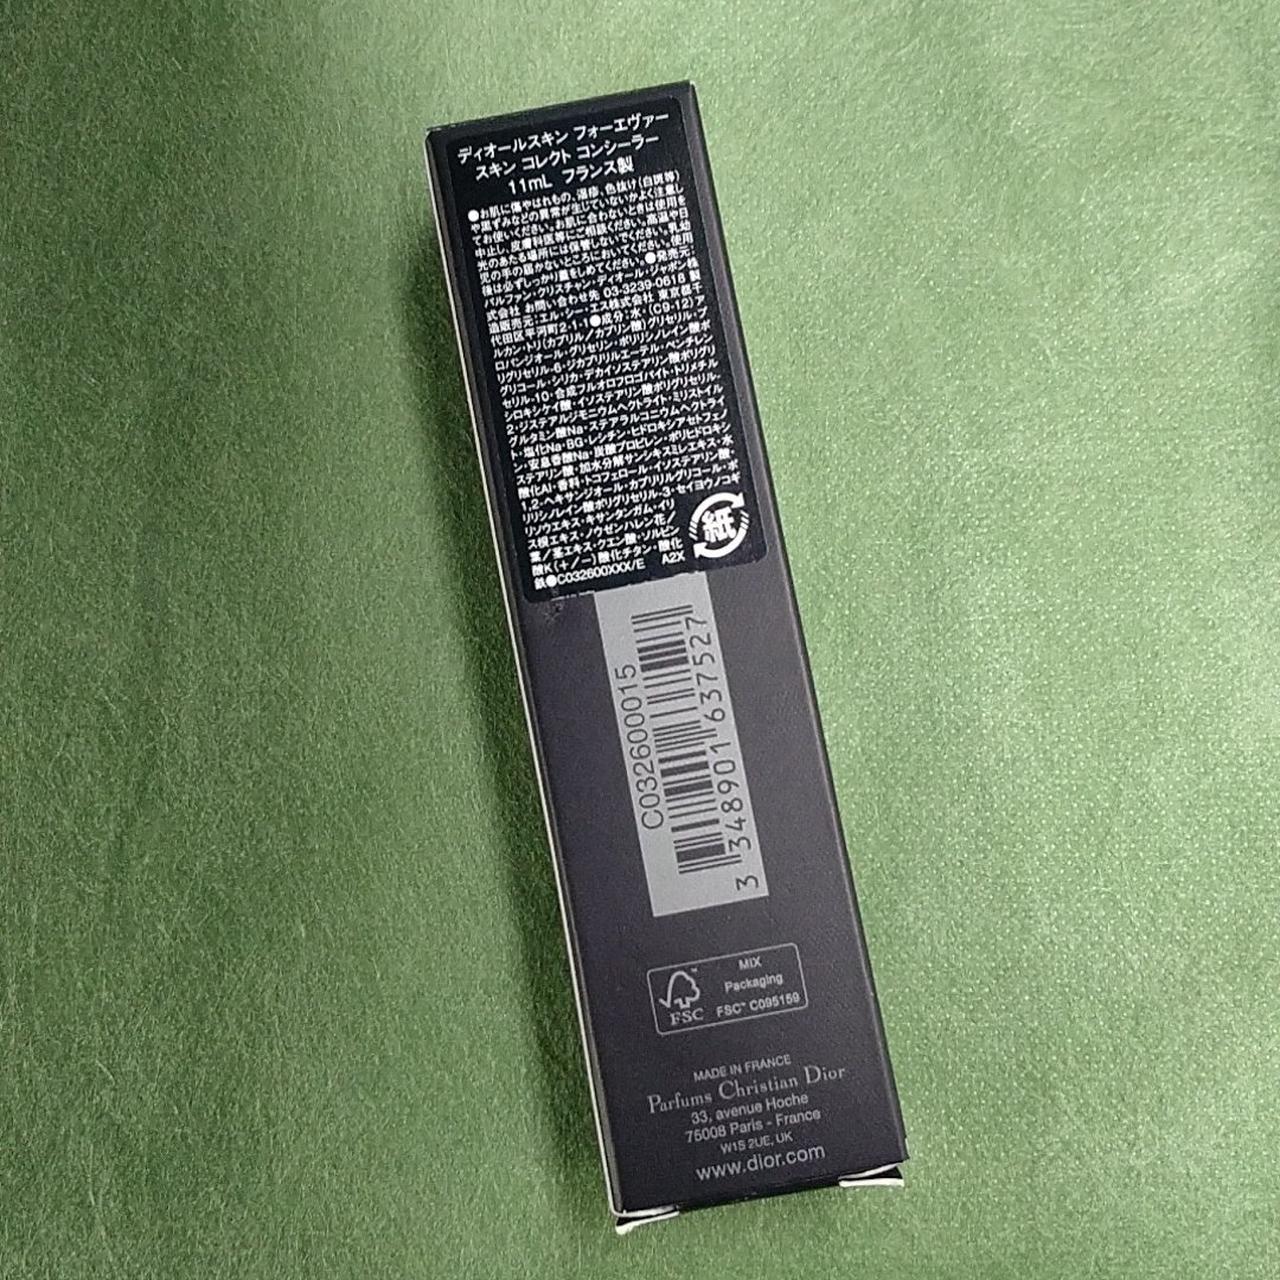 ディオールスキン フォーエヴァー
スキン コレクト コンシーラー
11mL フランス製
●お肌に傷やはれもの、湿疹、色抜け(白斑等)
や黒ずみなどの異常が生じていないかよく注意し
てお使いください。お肌に合わないときは使用を
中止し、皮膚科医等にご相談ください。高温や日
光のあたる場所には保管しないでください。乳幼
児の手の届かないところにおいてください。使用
後は必ずしっかり蓋をしめてください。●発売元:
パルファン・クリスチャン・ディオール・ジャポン株
式会社 お問い合わせ先 03-3239-0618 製
造販売元:エル・シー・エス株式会社 東京都千
代田区平河町2-1-1●成分:水・(C9-12)ア
ルカン・トリ(カプリル/カプリン酸)グリセリル・プ
ロパンジオール・グリセリン・ポリリシノレイン酸ポ
リグリセリル-6・ジカプリリルエーテル・ペンチレン
グリコール・シリカ・デカイソステアリン酸ポリグリ
セリル-10・合成フルオロフロゴパイト・トリメチル
シロキシケイ酸・イソステアリン酸ポリグリセリル-
2・ジステアルジモニウムヘクトライト・ミリストイル
グルタミン酸Na・ステアラルコニウムヘクトライ
ト・塩化Na・BG・レシチン・ヒドロキシアセトフェノ
ン・安息香酸Na・炭酸プロピレン・ポリヒドロキシ
ステアリン酸・加水分解サンシキスミレエキス・水
酸化Al・香料・トコフェロール・イソステアリン酸・
1,2-ヘキサンジオール・カプリリルグリコール・ポ
リリシノレイン酸ポリグリセリル-3・セイヨウノコギ
リソウエキス・キサンタンガム・イリ
ス根エキス・ノウゼンハレン花/
葉/茎エキス・クエン酸・ソルビン
酸K(+/−)酸化チタン・酸化
鉄●C032600XXX/E A2X
紙
C032600015
3 348901 637527
MIX
Packaging
FSC™ C095159
FSC
MADE IN FRANCE
Parfums Christian Dior
33, avenue Hoche
75008 Paris - France
W1S 2UE, UK
www.dior.com